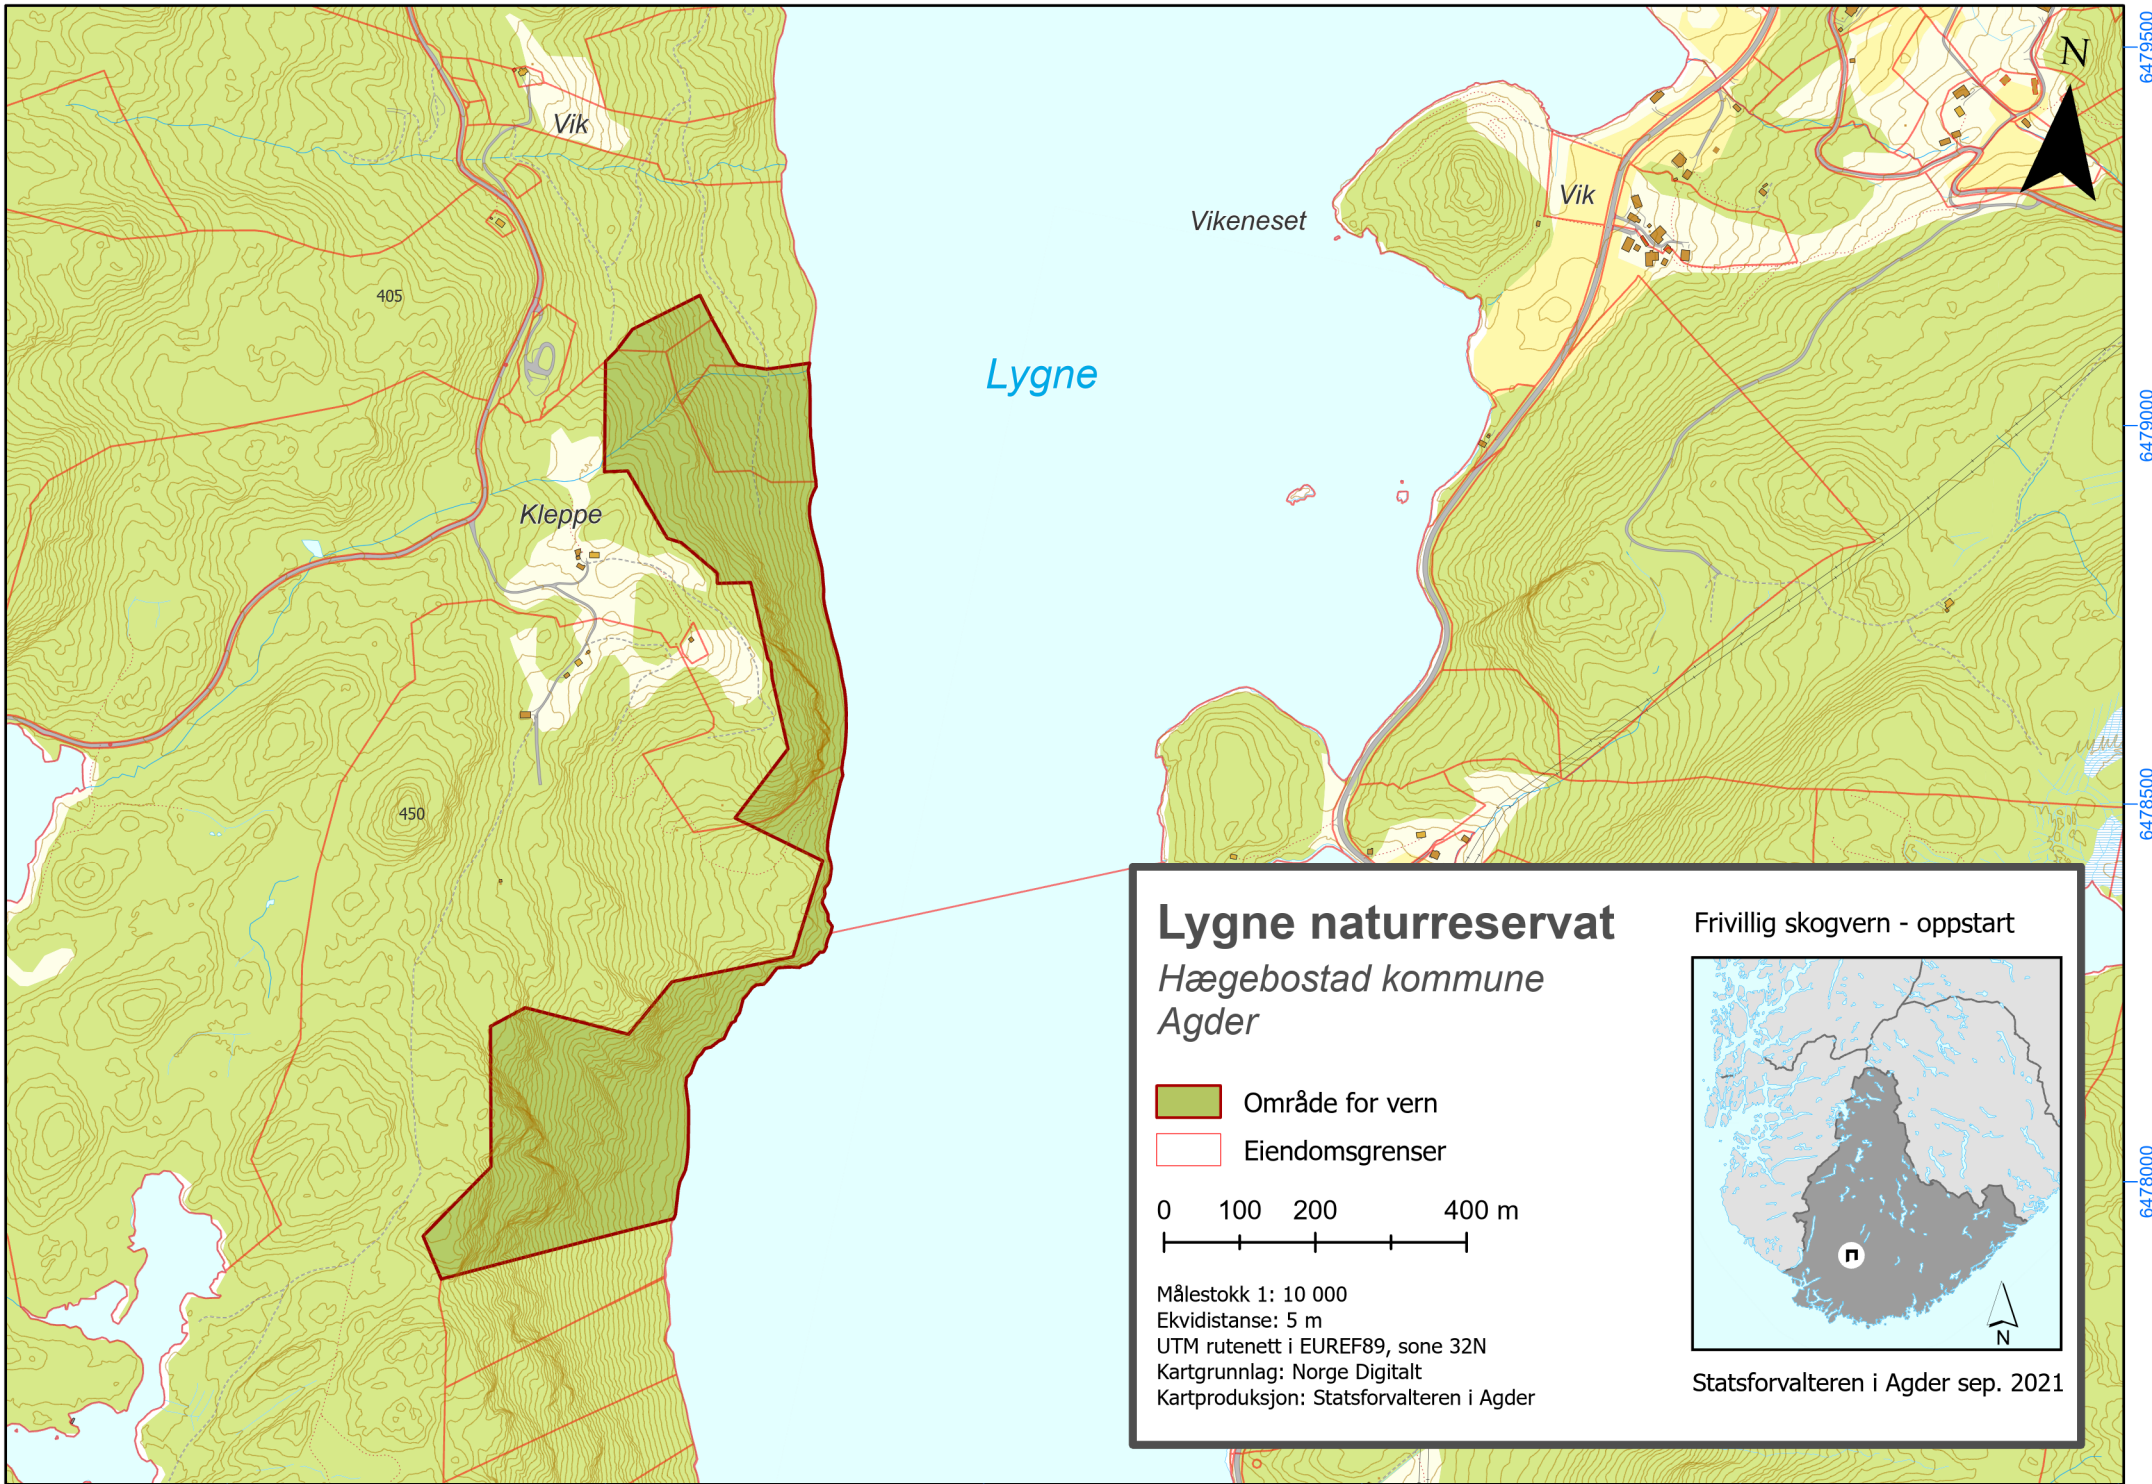 6479500
N
Vik
Vik
Vikeneset
405
Lygne
6479000
Kleppe
6478500
450
Lygne naturreservat
Hægebostad kommune
Agder
Frivillig skogvern - oppstart
Område for vern
Eiendomsgrenser
0 100 200 400 m
6478000
Målestokk 1: 10 000
Ekvidistanse: 5 m
UTM rutenett i EUREF89, sone 32N
Kartgrunnlag: Norge Digitalt
Kartproduksjon: Statsforvalteren i Agder
N
Statsforvalteren i Agder sep. 2021